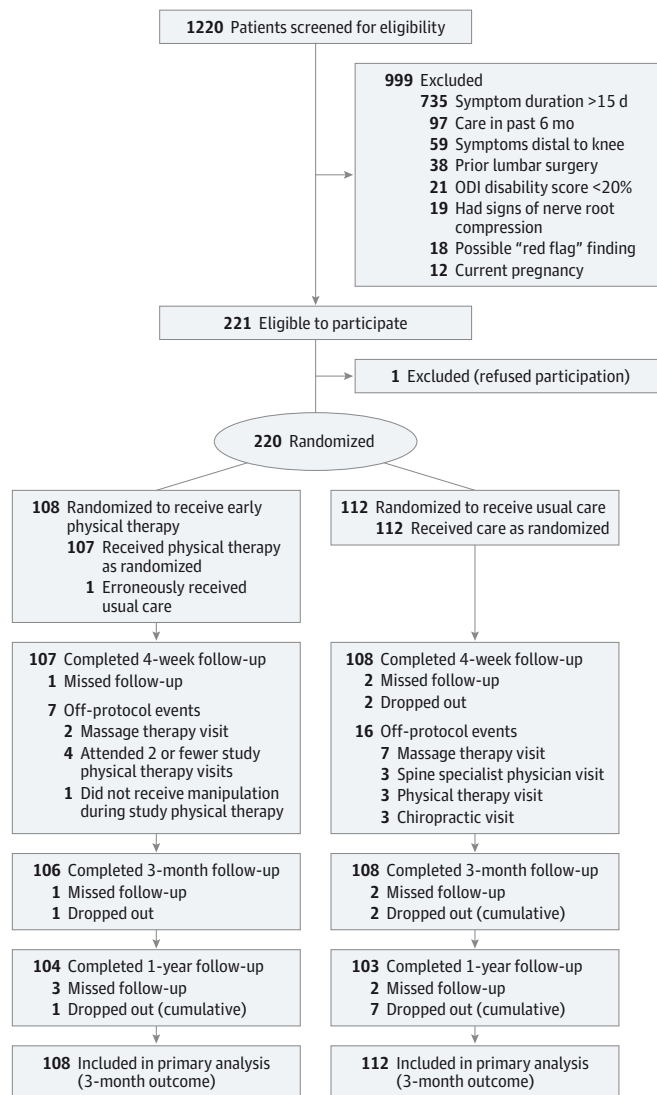 1220 Patients screened for eligibility
999 Excluded
735 Symptom duration >15 d
97 Care in past 6 mo
59 Symptoms distal to knee
38 Prior lumbar surgery
21 ODI disability score <20%
19 Had signs of nerve root
compression
18 Possible “red flag” finding
12 Current pregnancy
221 Eligible to participate
1 Excluded (refused participation)
220 Randomized
108 Randomized to receive early
physical therapy
107 Received physical therapy
as randomized
1 Erroneously received
usual care
112 Randomized to receive usual care
112 Received care as randomized
107 Completed 4-week follow-up
1 Missed follow-up
7 Off-protocol events
2 Massage therapy visit
4 Attended 2 or fewer study
physical therapy visits
1 Did not receive manipulation
during study physical therapy
108 Completed 4-week follow-up
2 Missed follow-up
2 Dropped out
16 Off-protocol events
7 Massage therapy visit
3 Spine specialist physician visit
3 Physical therapy visit
3 Chiropractic visit
106 Completed 3-month follow-up
1 Missed follow-up
1 Dropped out
108 Completed 3-month follow-up
2 Missed follow-up
2 Dropped out (cumulative)
104 Completed 1-year follow-up
3 Missed follow-up
1 Dropped out (cumulative)
103 Completed 1-year follow-up
2 Missed follow-up
7 Dropped out (cumulative)
108 Included in primary analysis
(3-month outcome)
112 Included in primary analysis
(3-month outcome)